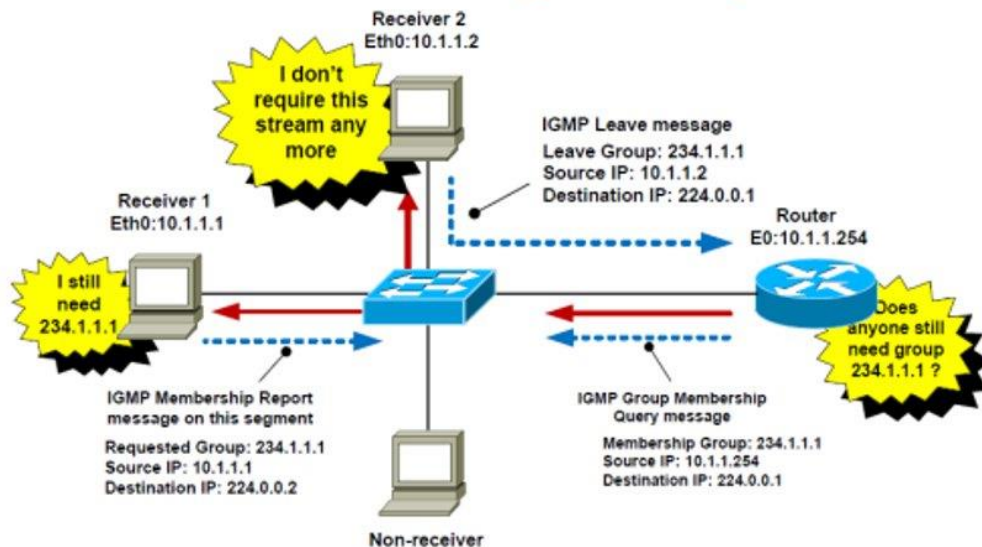 Receiver 2
Eth0:10.1.1.2
I don't
require this
stream any
more
IGMP Leave message
Leave Group: 234.1.1.1
Source IP: 10.1.1.2
Destination IP: 224.0.0.1
Receiver 1
Eth0:10.1.1.1
Router
E0:10.1.1.254
I still
need
234.1.1.1
Does
anyone still
need group
234.1.1.1 ?
IGMP Membership Report
message on this segment
Requested Group: 234.1.1.1
Source IP: 10.1.1.1
Destination IP: 224.0.0.2
IGMP Group Membership
Query message
Membership Group: 234.1.1.1
Source IP: 10.1.1.254
Destination IP: 224.0.0.1
Non-receiver